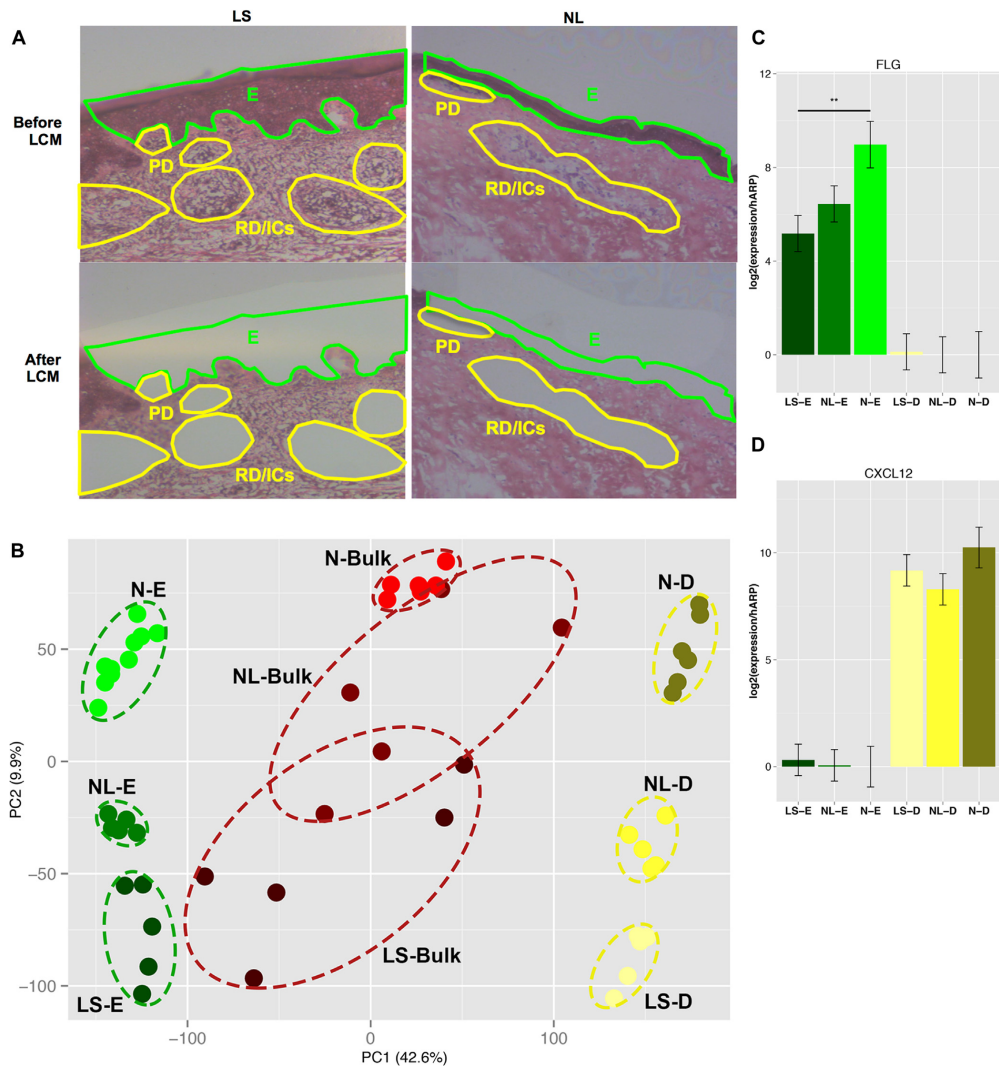 A
LS
NL
Before
LCM
E
PD
RD/ICs
E
PD
RD/ICs
After
LCM
E
PD
RD/ICs
E
PD
RD/ICs
B
N-Bulk
N-E
N-D
NL-Bulk
NL-E
NL-D
LS-Bulk
LS-E
LS-D
50
0
−50
−100
PC2 (9.9%)
−100
0
100
PC1 (42.6%)
C
FLG
**
12
8
4
0
log2(expression/hARP)
LS−E NL−E N−E LS−D NL−D N−D
D
CXCL12
10
5
0
log2(expression/hARP)
LS−E NL−E N−E LS−D NL−D N−D